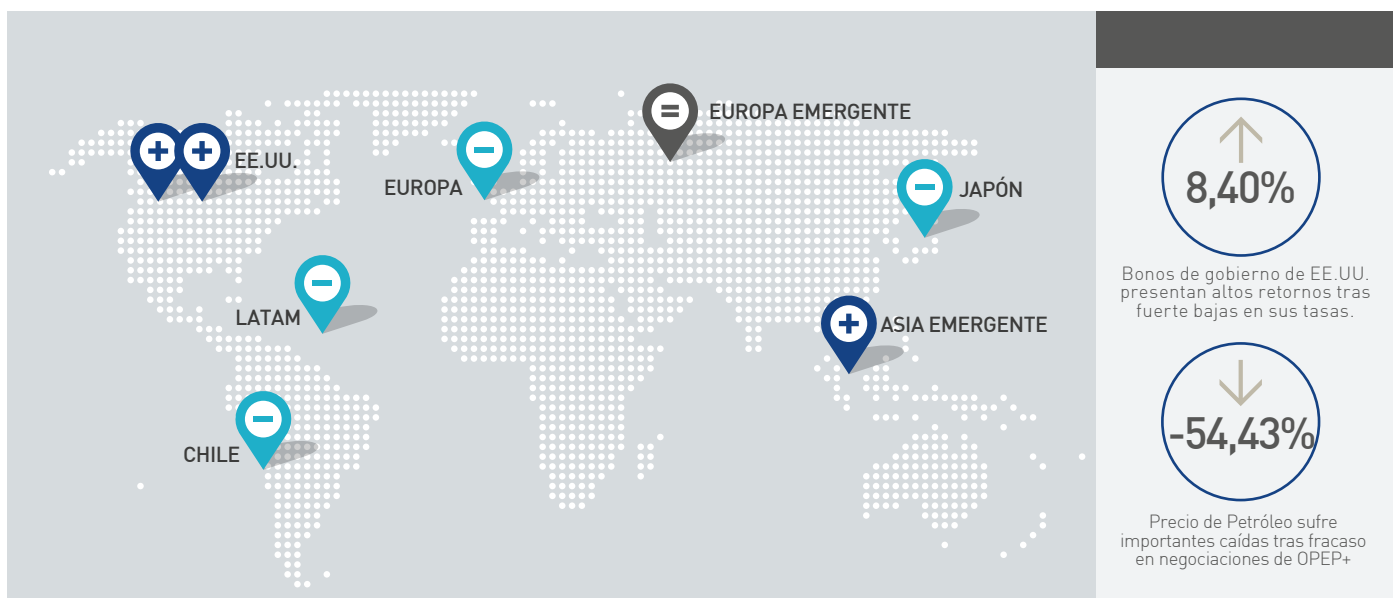 EUROPA EMERGENTE
EE.UU.
EUROPA
JAPÓN
LATAM
ASIA EMERGENTE
CHILE
8,40%
Bonos de gobierno de EE.UU.
presentan altos retornos tras
fuerte bajas en sus tasas.
-54,43%
Precio de Petróleo sufre
importantes caídas tras fracaso
en negociaciones de OPEP+